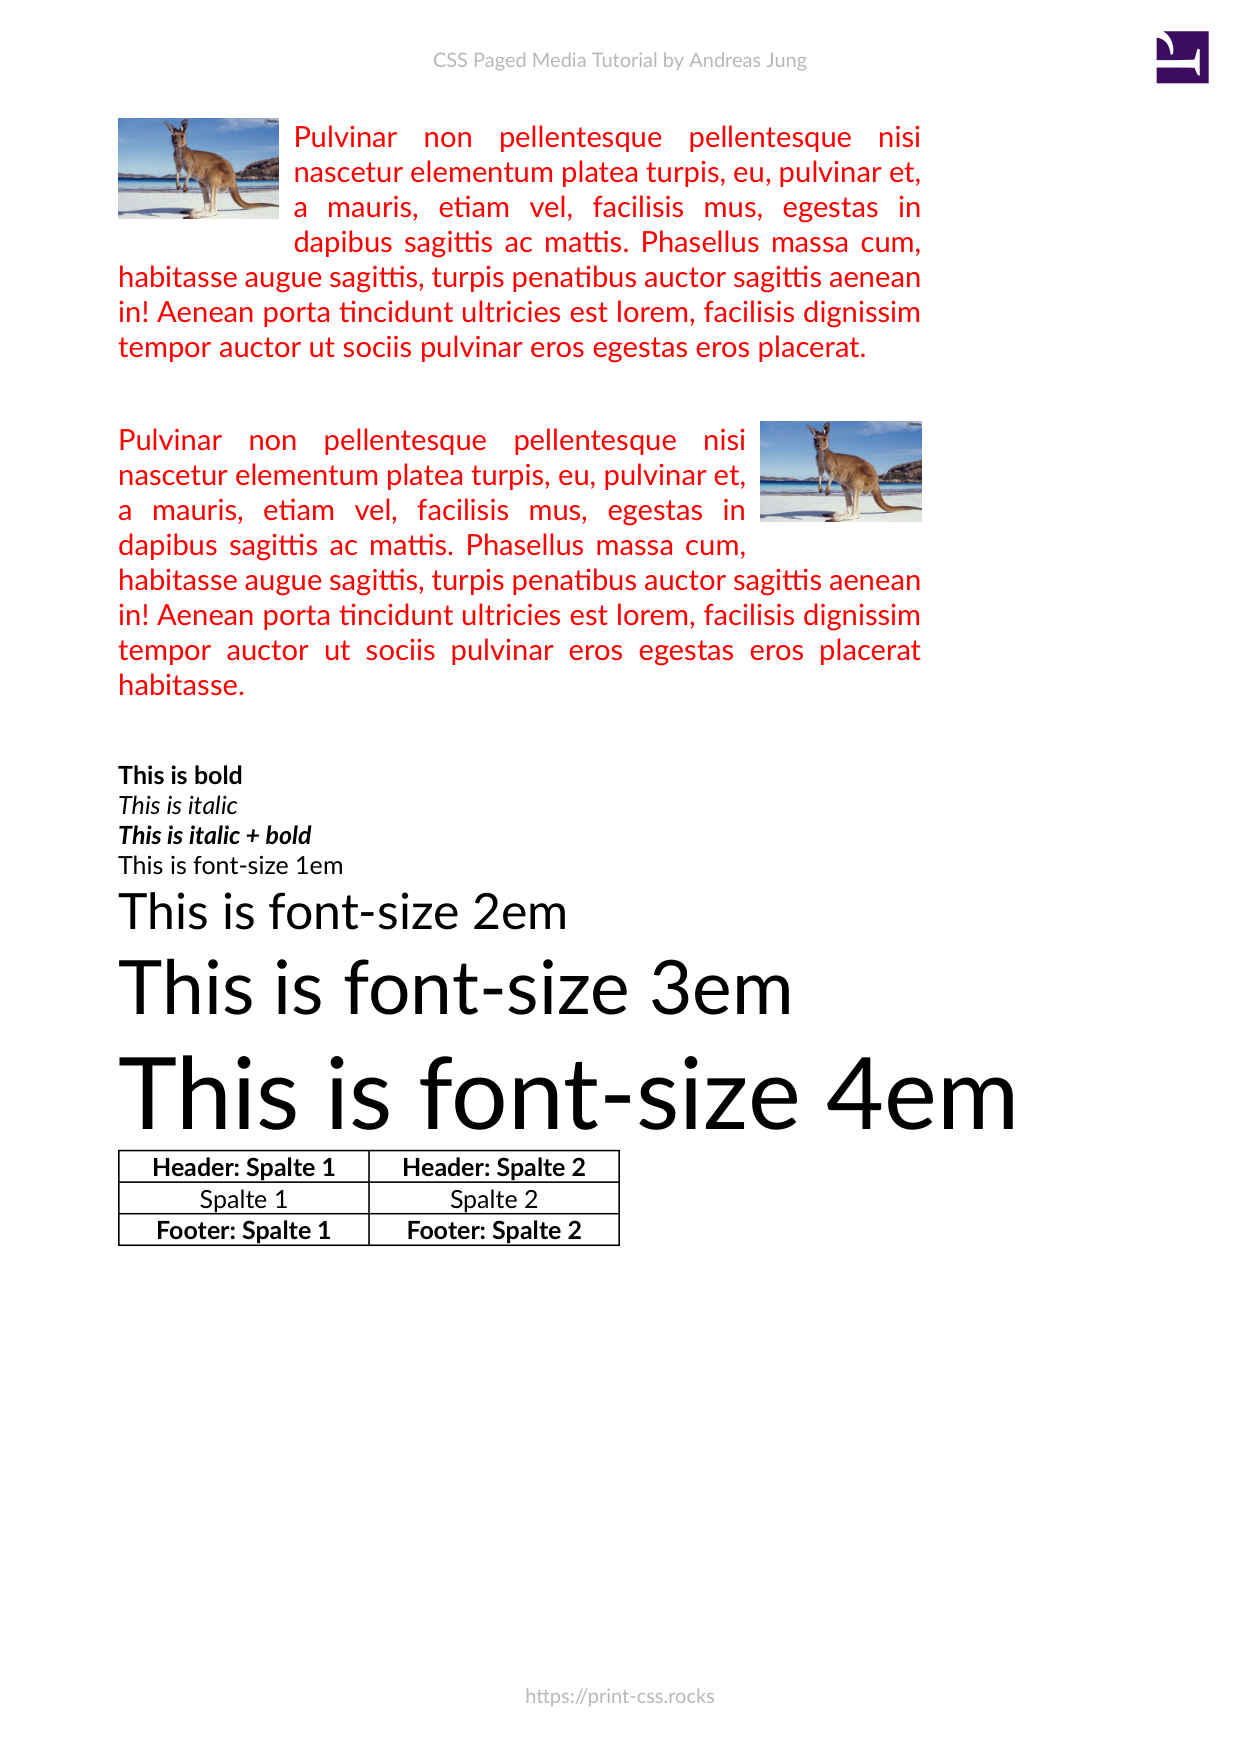 CSS Paged Media Tutorial by Andreas Jung
Pulvinar non pellentesque pellentesque nisi
nascetur elementum platea turpis, eu, pulvinar et,
a mauris, etiam vel, facilisis mus, egestas in
dapibus sagittis ac mattis. Phasellus massa cum,
habitasse augue sagittis, turpis penatibus auctor sagittis aenean
in! Aenean porta tincidunt ultricies est lorem, facilisis dignissim
tempor auctor ut sociis pulvinar eros egestas eros placerat.
Pulvinar non pellentesque pellentesque nisi
nascetur elementum platea turpis, eu, pulvinar et,
a mauris, etiam vel, facilisis mus, egestas in
dapibus sagittis ac mattis. Phasellus massa cum,
habitasse augue sagittis, turpis penatibus auctor sagittis aenean
in! Aenean porta tincidunt ultricies est lorem, facilisis dignissim
tempor auctor ut sociis pulvinar eros egestas eros placerat
habitasse.
This is bold
This is italic
This is italic + bold
This is font-size 1em
This is font-size 2em
This is font-size 3em
This is font-size 4em
Header: Spalte 1 Header: Spalte 2
Spalte 1 Spalte 2
Footer: Spalte 1 Footer: Spalte 2
https://print-css.rocks